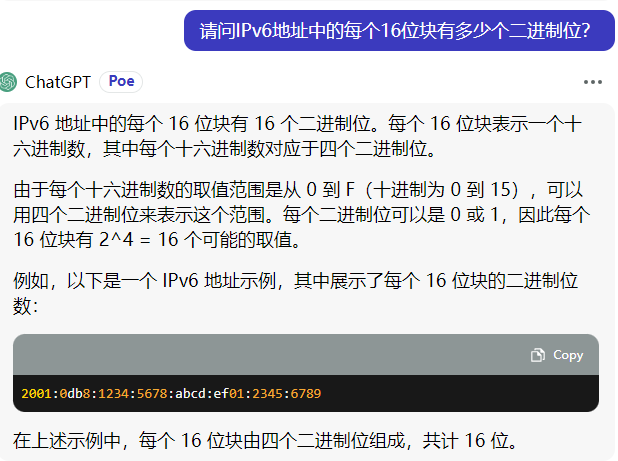 请问IPv6地址中的每个16位块有多少个二进制位？
ChatGPT Poe
IPv6 地址中的每个 16 位块有 16 个二进制位。每个 16 位块表示一个十
六进制数，其中每个十六进制数对应于四个二进制位。
由于每个十六进制数的取值范围是从 0 到 F（十进制为 0 到 15），可以
用四个二进制位来表示这个范围。每个二进制位可以是 0 或 1，因此每个
16 位块有 2^4 = 16 个可能的取值。
例如，以下是一个 IPv6 地址示例，其中展示了每个 16 位块的二进制位
数：
Copy
2001:0db8:1234:5678:abcd:ef01:2345:6789
在上述示例中，每个 16 位块由四个二进制位组成，共计 16 位。